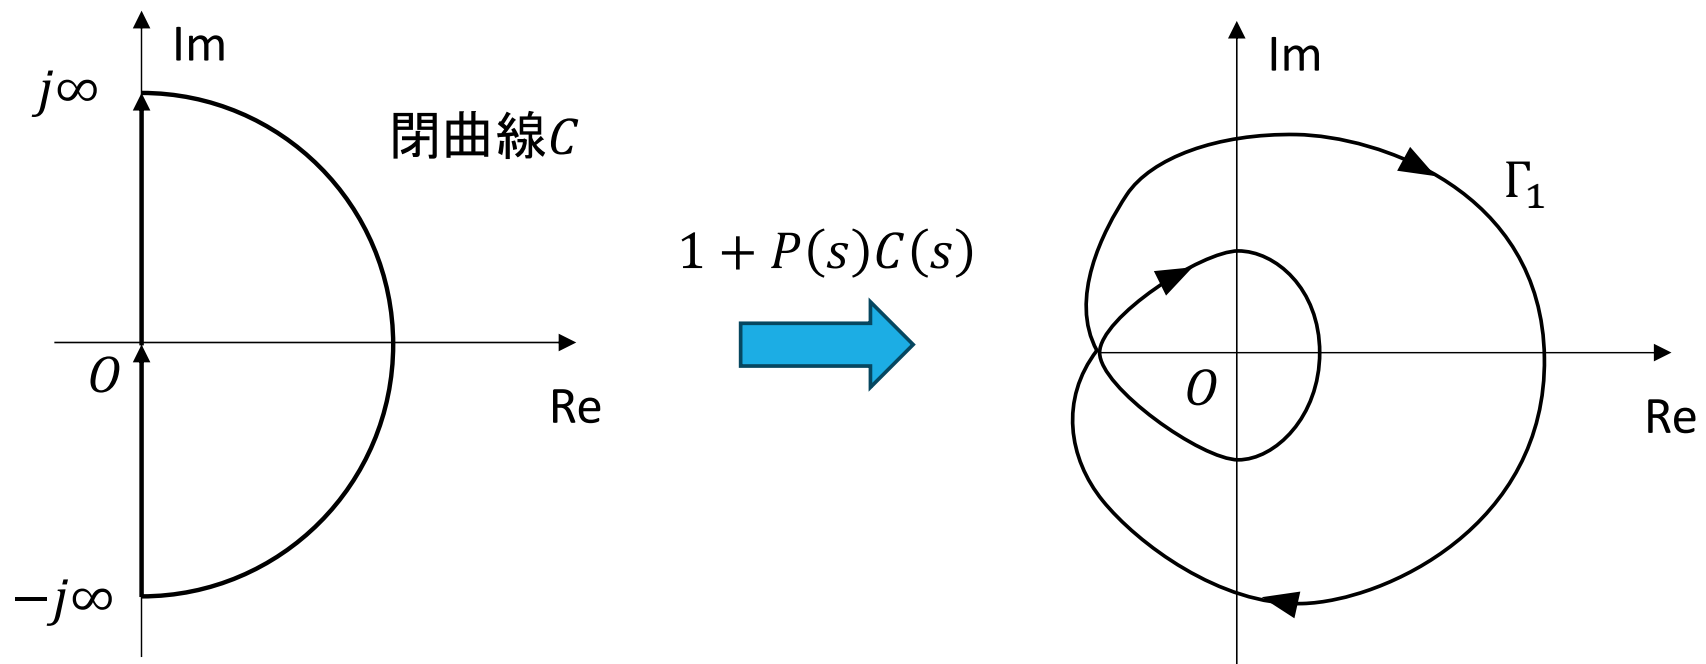 Im
j∞
閉曲線C
O
Re
−j∞
1 + P(s)C(s)
Im
Γ₁
O
Re